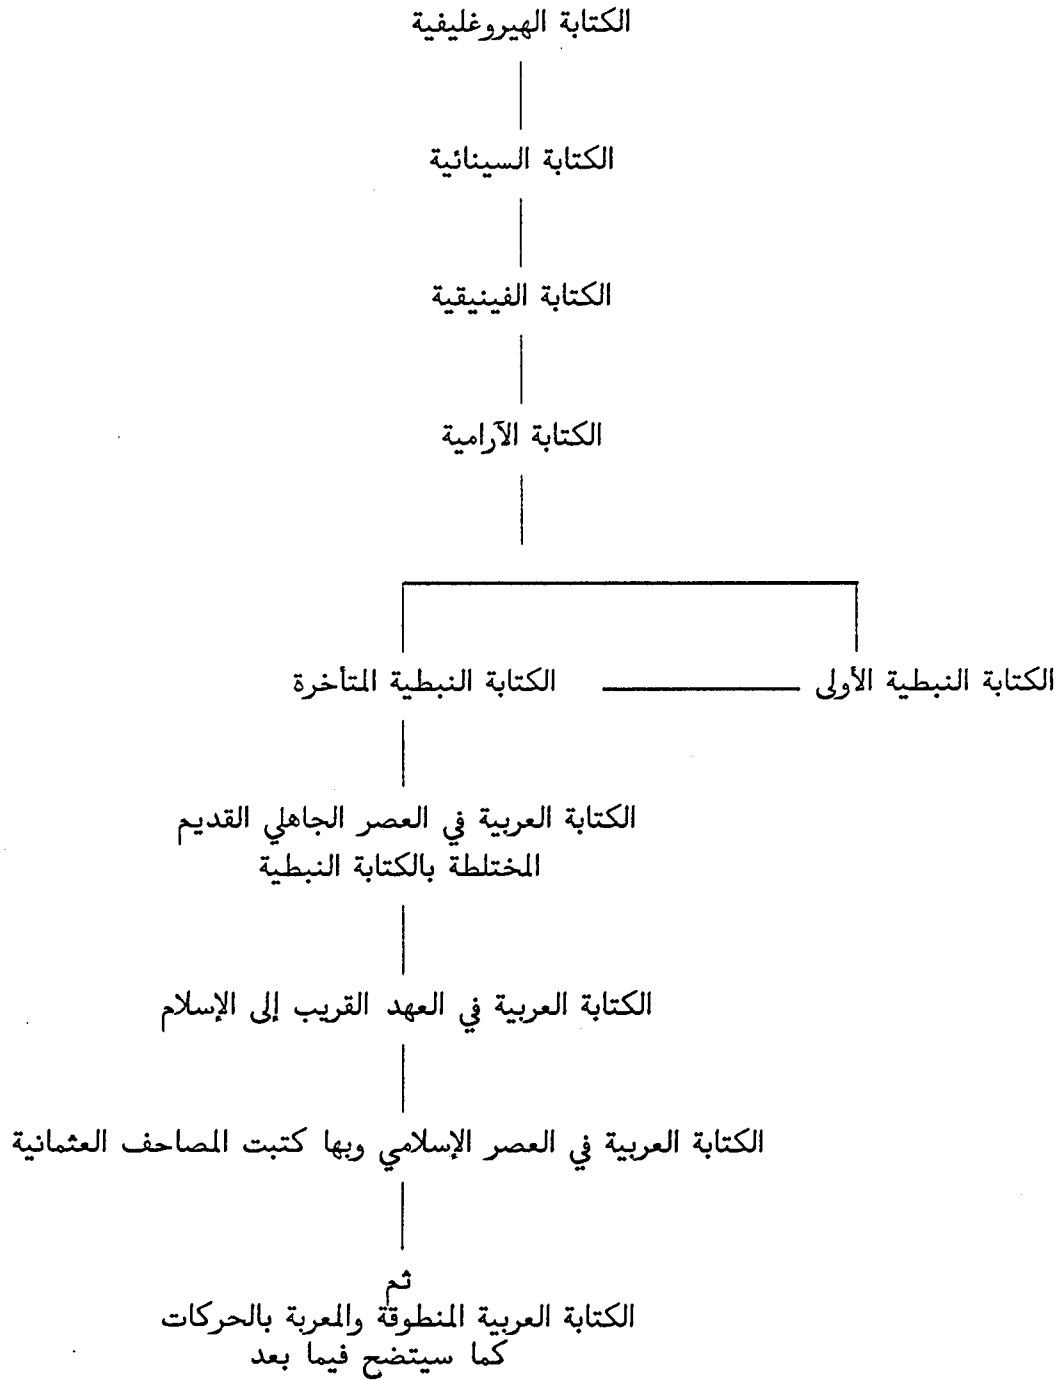 الكتابة الهيروغليفية
الكتابة السينائية
الكتابة الفينيقية
الكتابة الآرامية
الكتابة النبطية الأولى
الكتابة النبطية المتأخرة
الكتابة العربية في العصر الجاهلي القديم
المختلطة بالكتابة النبطية
الكتابة العربية في العهد القريب إلى الإسلام
الكتابة العربية في العصر الإسلامي وبها كتبت المصاحف العثمانية
ثم
الكتابة العربية المنطوقة والمعربة بالحركات
كما سيتضح فيما بعد